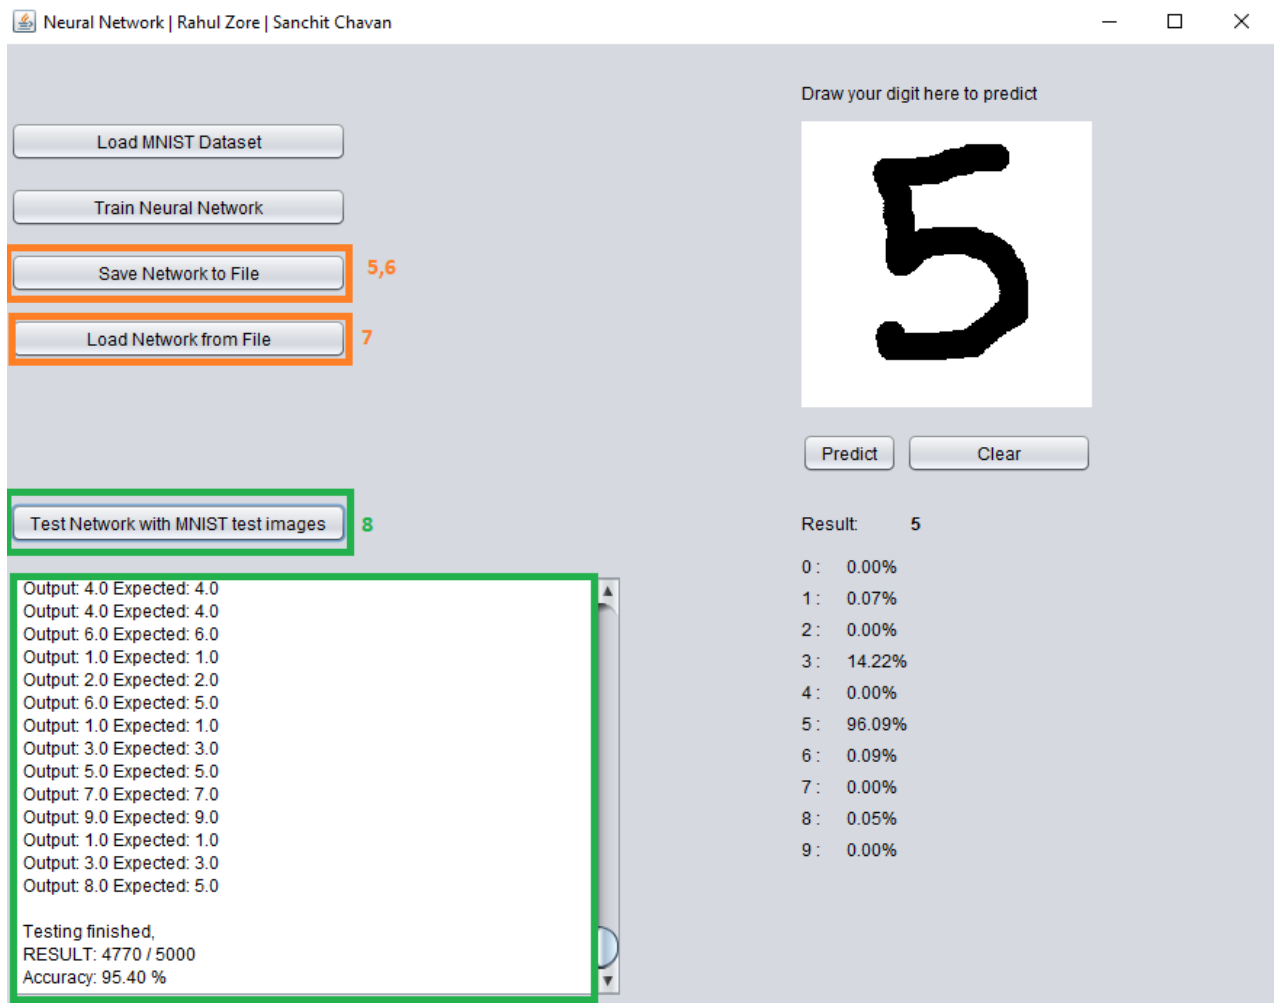 Neural Network | Rahul Zore | Sanchit Chavan
Load MNIST Dataset
Train Neural Network
Save Network to File
5,6
Load Network from File
7
Test Network with MNIST test images
8
Output: 4.0 Expected: 4.0
Output: 4.0 Expected: 4.0
Output: 6.0 Expected: 6.0
Output: 1.0 Expected: 1.0
Output: 2.0 Expected: 2.0
Output: 6.0 Expected: 5.0
Output: 1.0 Expected: 1.0
Output: 3.0 Expected: 3.0
Output: 5.0 Expected: 5.0
Output: 7.0 Expected: 7.0
Output: 9.0 Expected: 9.0
Output: 1.0 Expected: 1.0
Output: 3.0 Expected: 3.0
Output: 8.0 Expected: 5.0
Testing finished,
RESULT: 4770 / 5000
Accuracy: 95.40 %
Draw your digit here to predict
5
Predict
Clear
Result: 5
0 : 0.00%
1 : 0.07%
2 : 0.00%
3 : 14.22%
4 : 0.00%
5 : 96.09%
6 : 0.09%
7 : 0.00%
8 : 0.05%
9 : 0.00%